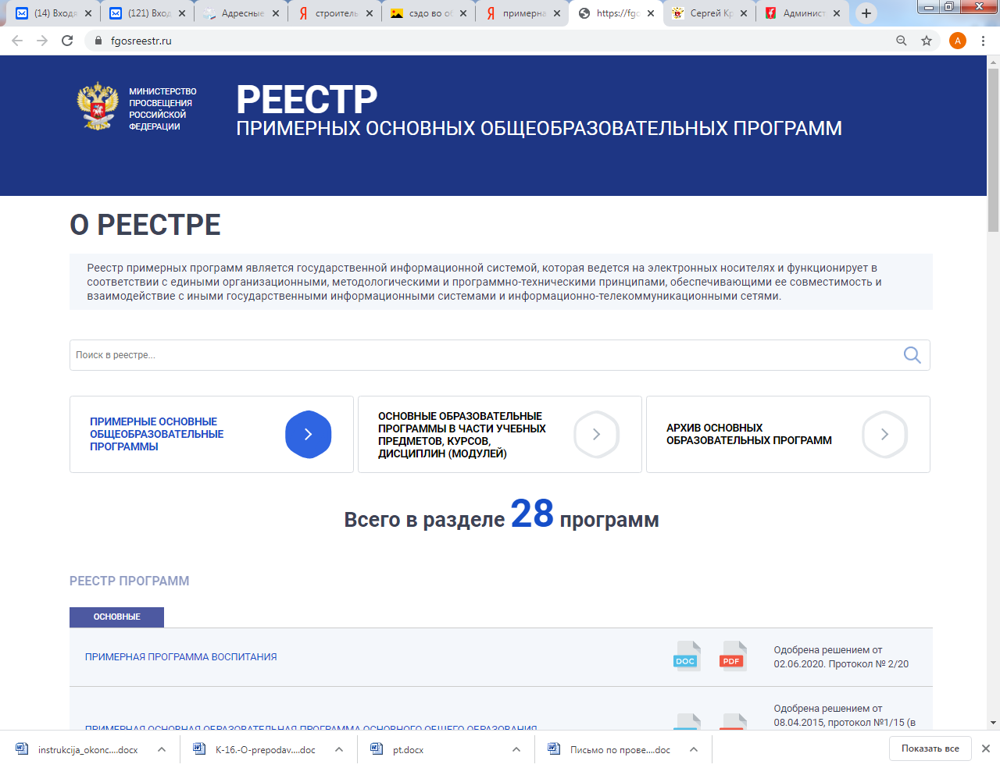 (14) Входя
(121) Вход
Адресные
строитель
сэдо во об
примерна
https://fgo
Сергей Кр
Админист
fgosreestr.ru
А
МИНИСТЕРСТВО
ПРОСВЕЩЕНИЯ
РОССИЙСКОЙ
ФЕДЕРАЦИИ
РЕЕСТР
ПРИМЕРНЫХ ОСНОВНЫХ ОБЩЕОБРАЗОВАТЕЛЬНЫХ ПРОГРАММ
О РЕЕСТРЕ
Реестр примерных программ является государственной информационной системой, которая ведется на электронных носителях и функционирует в
соответствии с едиными организационными, методологическими и программно-техническими принципами, обеспечивающими ее совместимость и
взаимодействие с иными государственными информационными системами и информационно-телекоммуникационными сетями.
Поиск в реестре...
ПРИМЕРНЫЕ ОСНОВНЫЕ
ОБЩЕОБРАЗОВАТЕЛЬНЫЕ
ПРОГРАММЫ
ОСНОВНЫЕ ОБРАЗОВАТЕЛЬНЫЕ
ПРОГРАММЫ В ЧАСТИ УЧЕБНЫХ
ПРЕДМЕТОВ, КУРСОВ,
ДИСЦИПЛИН (МОДУЛЕЙ)
АРХИВ ОСНОВНЫХ
ОБРАЗОВАТЕЛЬНЫХ ПРОГРАММ
Всего в разделе 28 программ
РЕЕСТР ПРОГРАММ
ОСНОВНЫЕ
ПРИМЕРНАЯ ПРОГРАММА ВОСПИТАНИЯ
DOC
PDF
Одобрена решением от
02.06.2020. Протокол № 2/20
ПРИМЕРНАЯ ОСНОВНАЯ ОБРАЗОВАТЕЛЬНАЯ ПРОГРАММА ОСНОВНОГО ОБЩЕГО ОБРАЗОВАНИЯ
Одобрена решением от
08.04.2015, протокол №1/15 (в
instrukcija_okonc....docx
K-16.-O-prepodav....doc
pt.docx
Письмо по прове....doc
Показать все